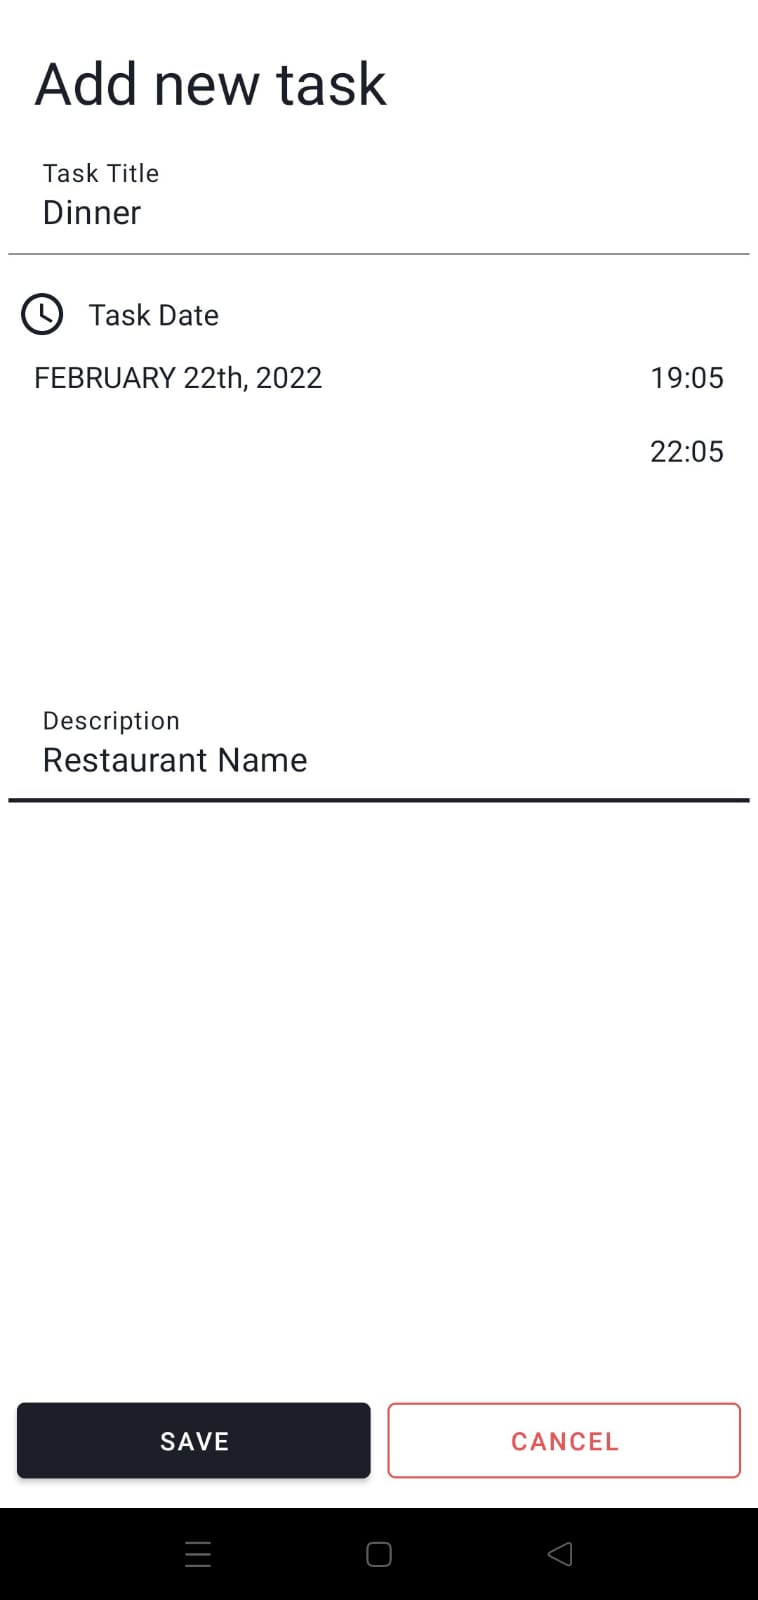 Add new task
Task Title
Dinner
Task Date
FEBRUARY 22th, 2022 19:05
22:05
Description
Restaurant Name
SAVE CANCEL